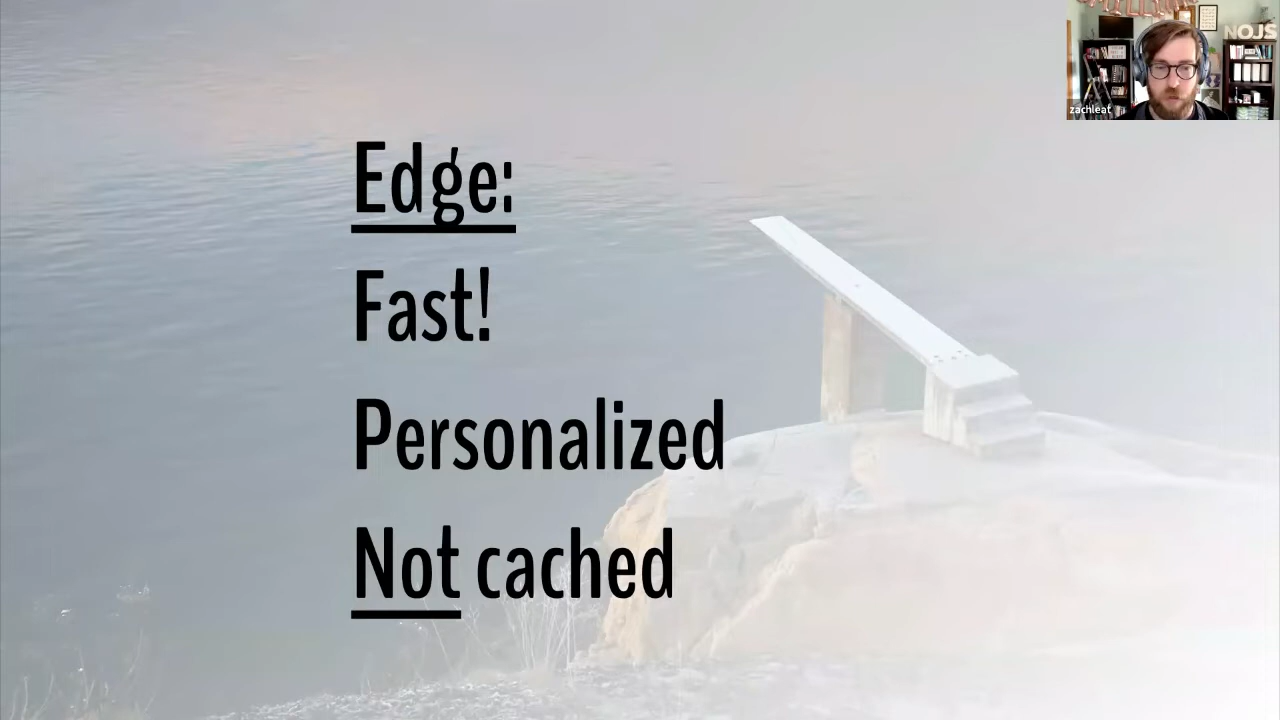 NOJS
zachleat
Edge:
Fast!
Personalized
Not cached